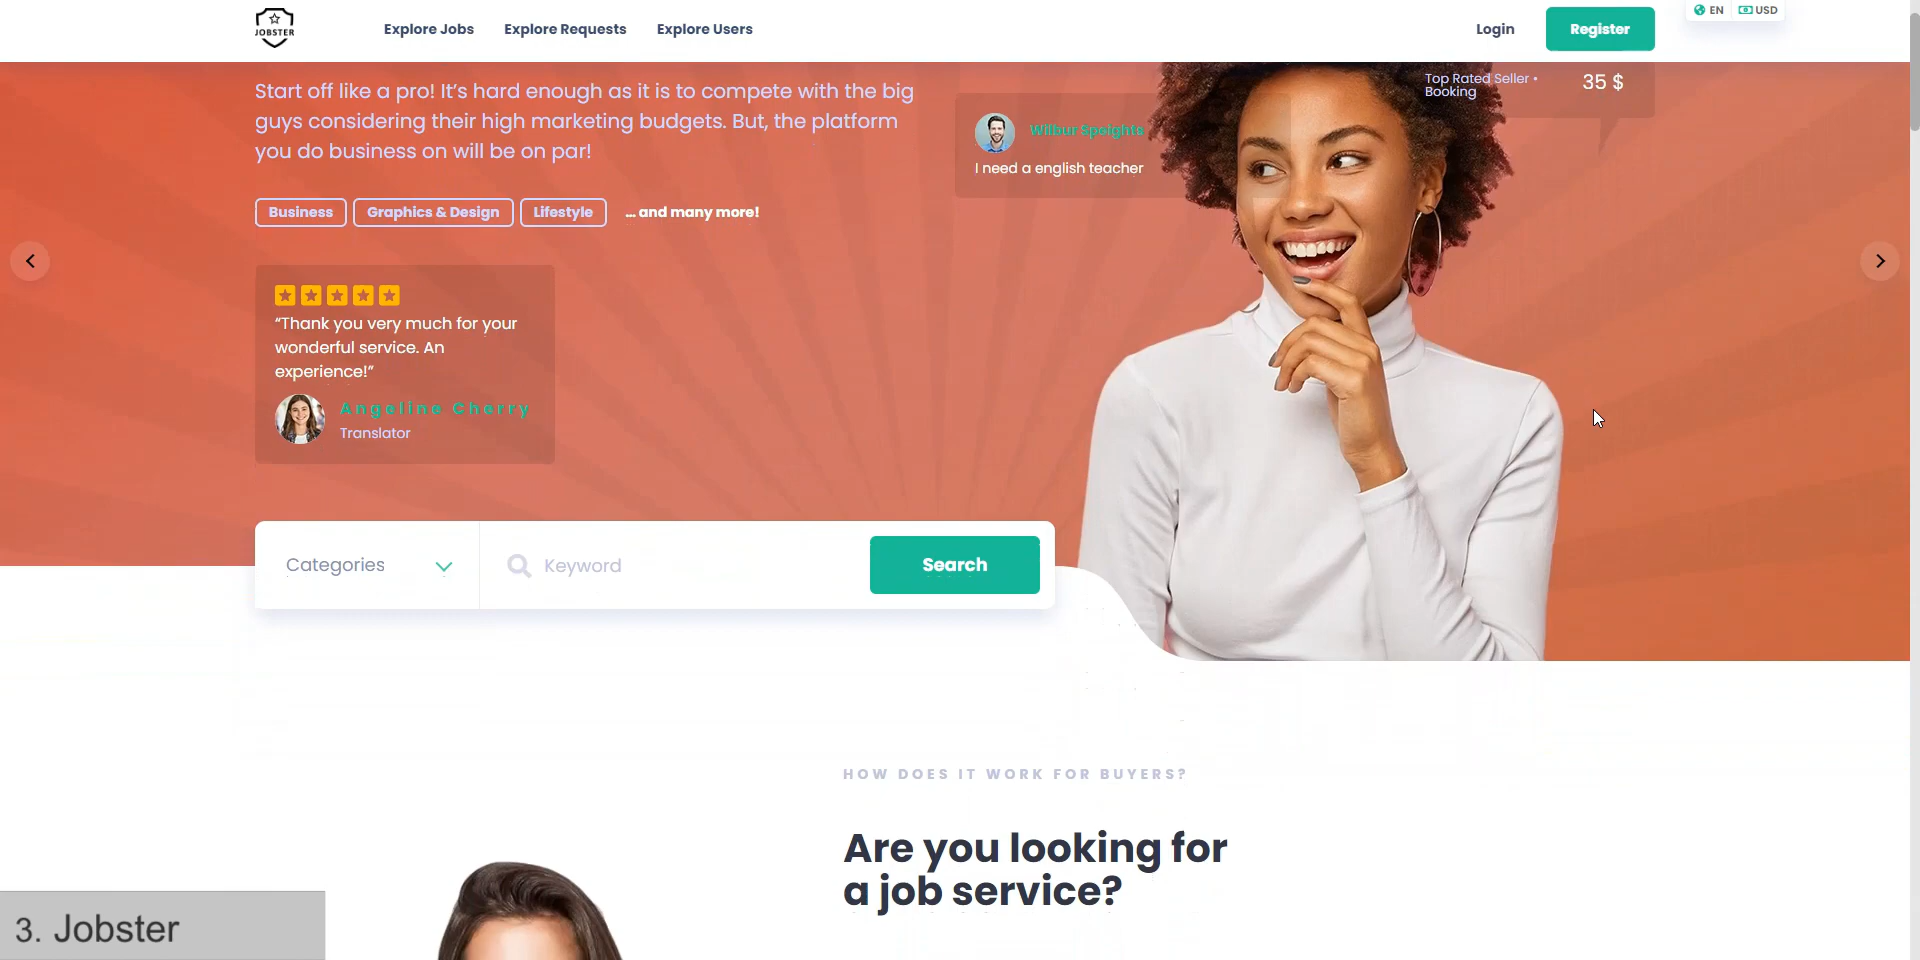 JOBSTER
Explore Jobs
Explore Requests
Explore Users
Login
Register
EN
USD
Start off like a pro! It's hard enough as it is to compete with the big
guys considering their high marketing budgets. But, the platform
you do business on will be on par!
Business
Graphics & Design
Lifestyle
... and many more!
Wilbur Speights
I need a english teacher
Top Rated Seller •
Booking
35 $
“Thank you very much for your
wonderful service. An
experience!”
Angeline Cherry
Translator
Categories
Keyword
Search
HOW DOES IT WORK FOR BUYERS?
Are you looking for
a job service?
3. Jobster